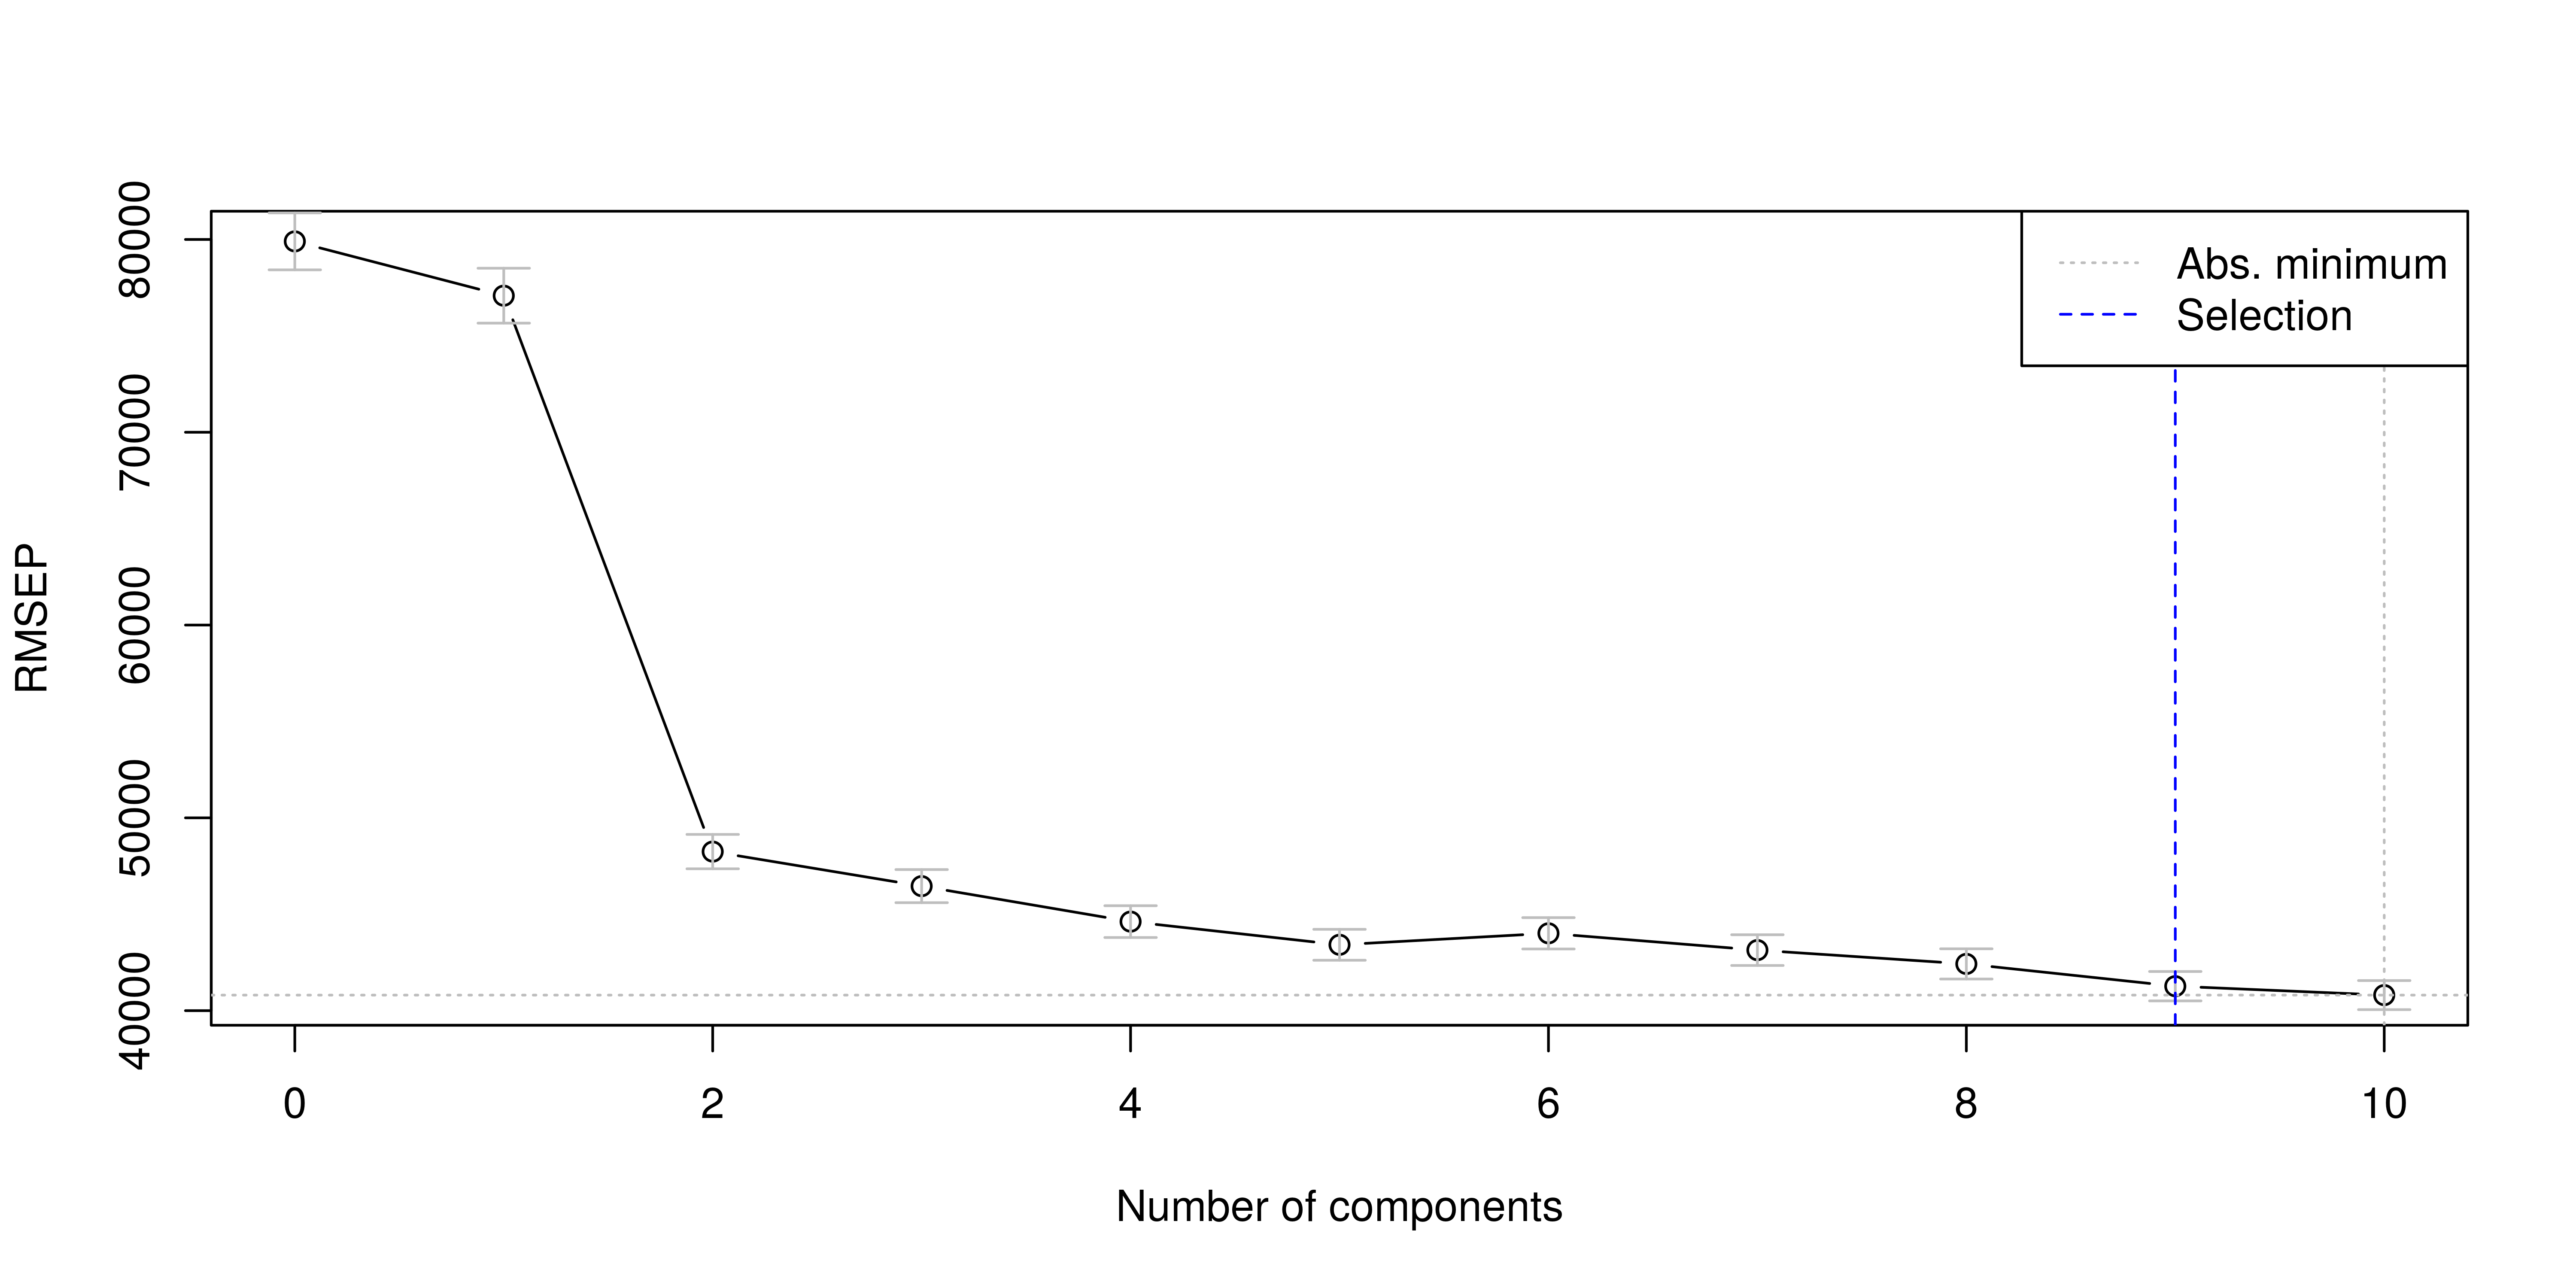 RMSEP
80000
70000
60000
50000
40000
Abs. minimum
Selection
0 2 4 6 8 10
Number of components